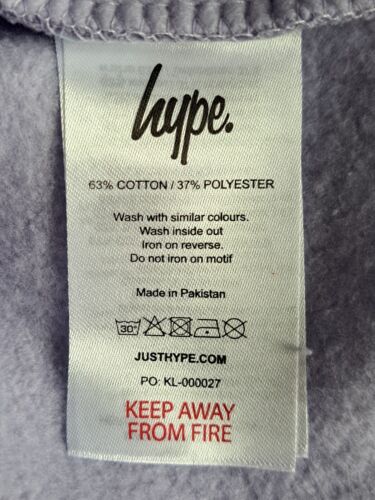 hype.
63% COTTON / 37% POLYESTER
Wash with similar colours.
Wash inside out
Iron on reverse.
Do not iron on motif
Made in Pakistan
30°
JUSTHYPE.COM
PO: KL-000027
KEEP AWAY
FROM FIRE